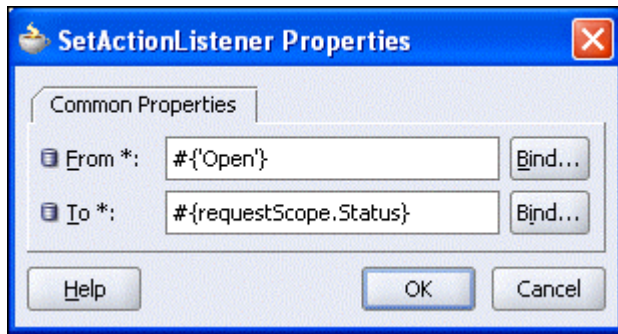 SetActionListener Properties
Common Properties
From *: #{'Open'} Bind...
To *: #{requestScope.Status} Bind...
Help OK Cancel